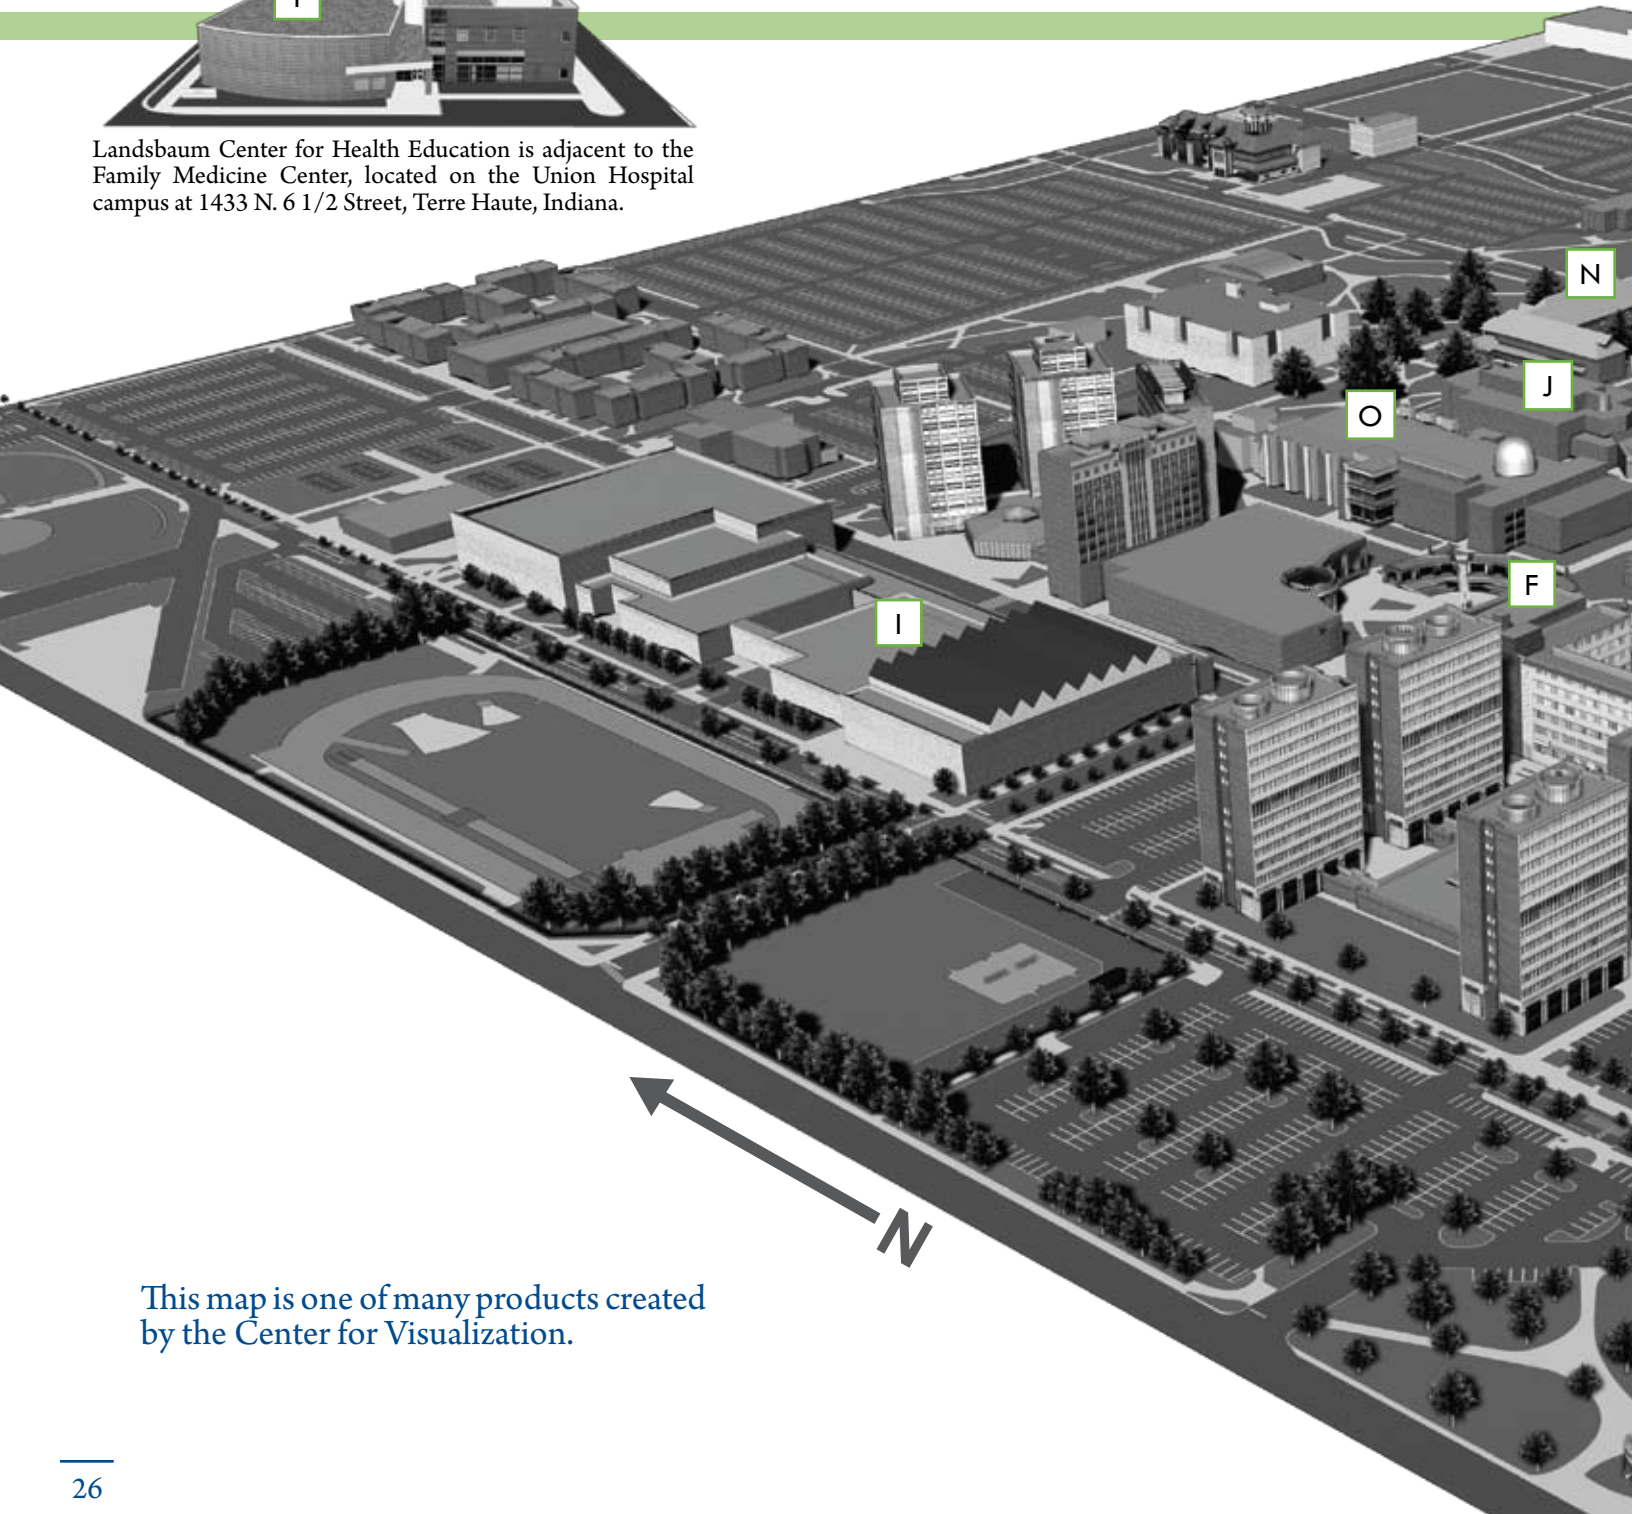 Landsbaum Center for Health Education is adjacent to the
Family Medicine Center, located on the Union Hospital
campus at 1433 N. 6 1/2 Street, Terre Haute, Indiana.
N
J
O
F
I
N
This map is one of many products created
by the Center for Visualization.
26